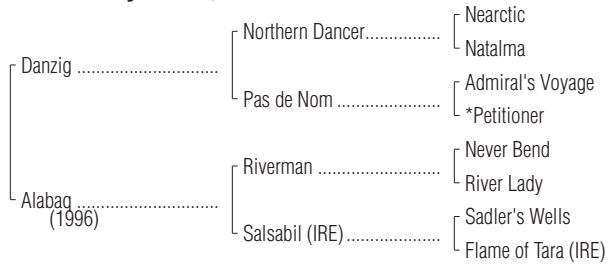 Nearctic
Northern Dancer.................
Natalma
Danzig ................................
Admiral's Voyage
Pas de Nom .......................
*Petitioner
Never Bend
Riverman ...........................
River Lady
Alabaq ................................
(1996)
Sadler's Wells
Salsabil (IRE).....................
Flame of Tara (IRE)